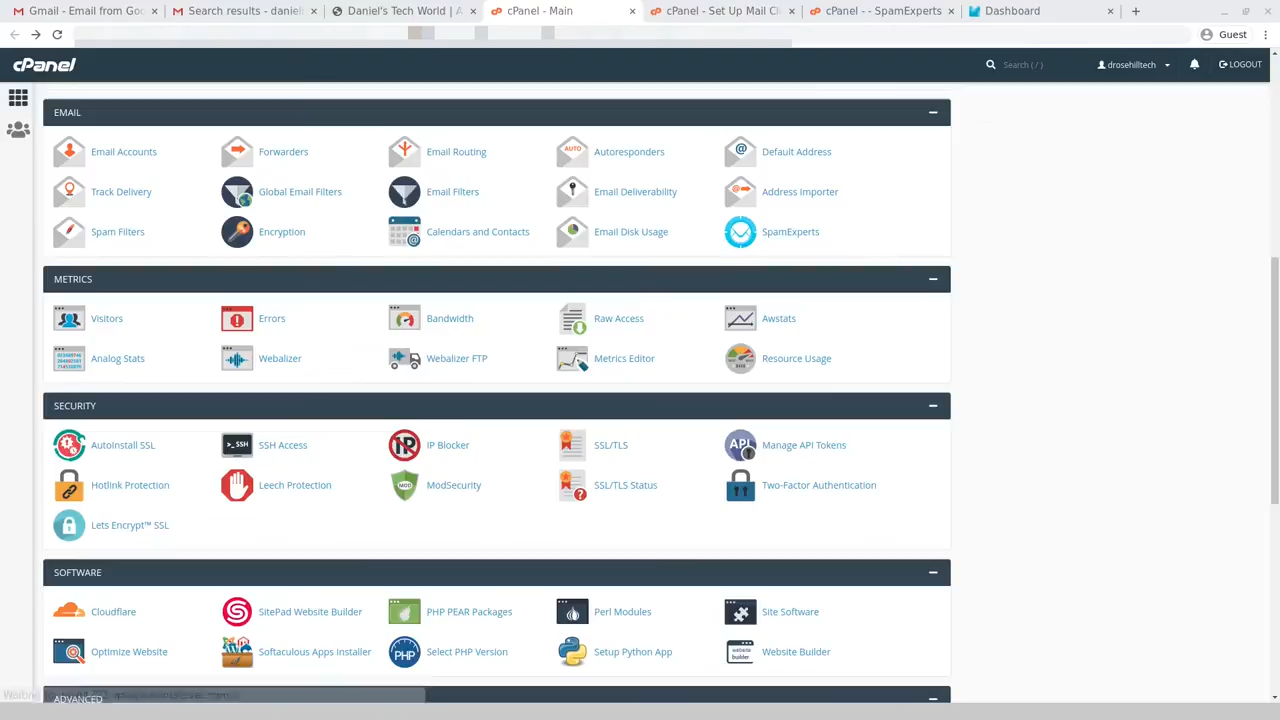 Gmail - Email from Goo
Search results - daniel
Daniel's Tech World | A
cPanel - Main
cPanel - Set Up Mail Cl
cPanel - - SpamExperts
Dashboard
Guest
cPanel
Search ( / )
drosehilltech
LOGOUT
EMAIL
Email Accounts Forwarders Email Routing Autoresponders Default Address
Track Delivery Global Email Filters Email Filters Email Deliverability Address Importer
Spam Filters Encryption Calendars and Contacts Email Disk Usage SpamExperts
METRICS
Visitors Errors Bandwidth Raw Access Awstats
Analog Stats Webalizer Webalizer FTP Metrics Editor Resource Usage
SECURITY
AutoInstall SSL SSH Access IP Blocker SSL/TLS Manage API Tokens
Hotlink Protection Leech Protection ModSecurity SSL/TLS Status Two-Factor Authentication
Lets Encrypt™ SSL
SOFTWARE
Cloudflare SitePad Website Builder PHP PEAR Packages Perl Modules Site Software
Optimize Website Softaculous Apps Installer Select PHP Version Setup Python App Website Builder
ADVANCED